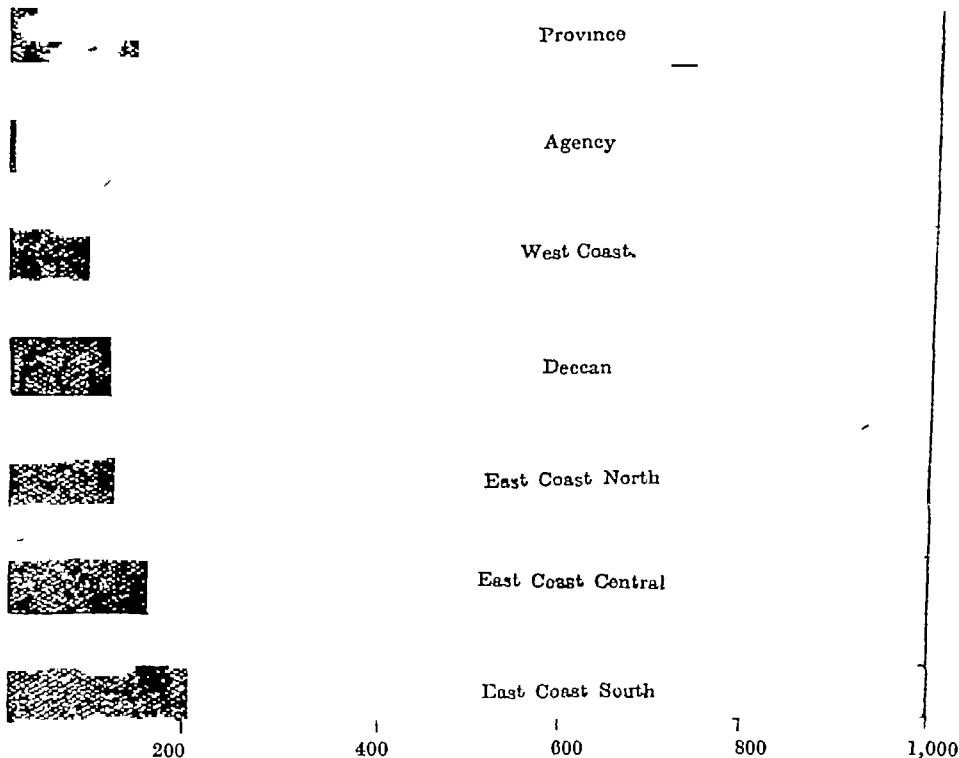 Province
Agency
West Coast.
Deccan
East Coast North
East Coast Central
East Coast South
200 400 600 800 1,000